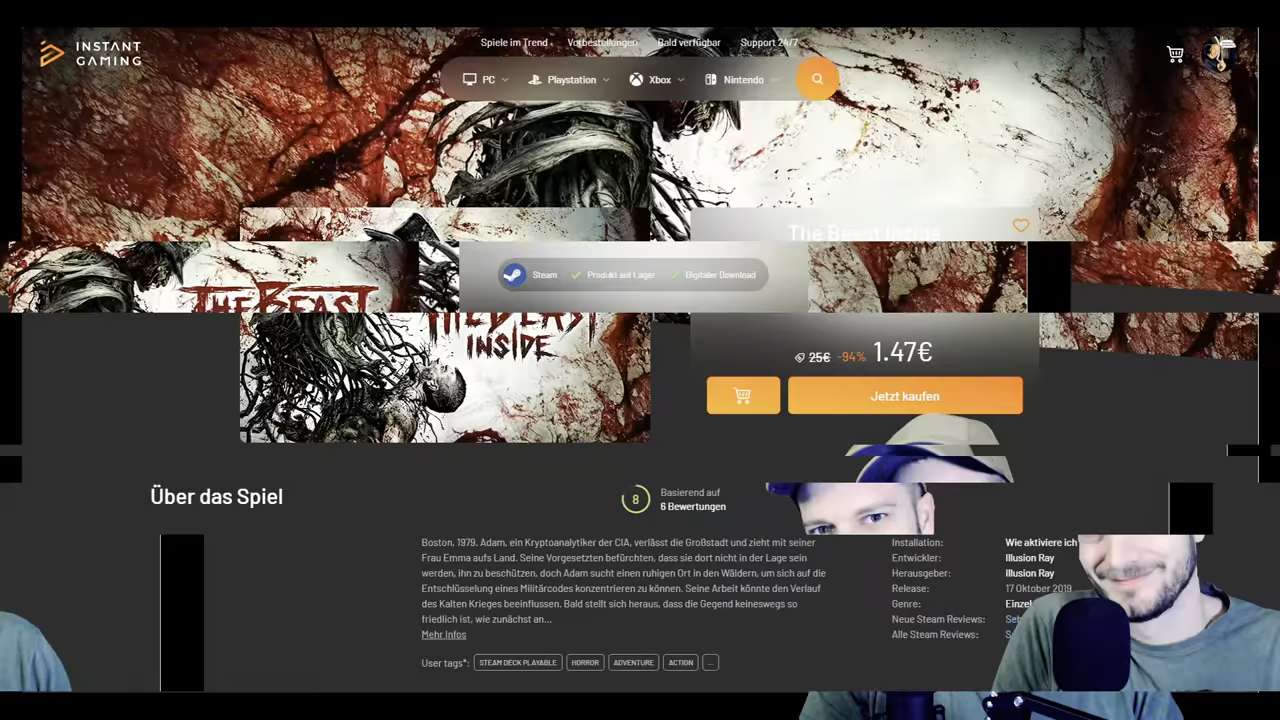 INSTANT
GAMING
Spiele im Trend
Vorbestellungen
Bald verfügbar
Support 24/7
PC
Playstation
Xbox
Nintendo
The Beast Inside
Steam
Produkt auf Lager
Digitaler Download
THE BEAST
THE BEAST
INSIDE
25€ -94% 1.47€
Jetzt kaufen
Über das Spiel
8
Basierend auf
6 Bewertungen
Boston, 1979. Adam, ein Kryptoanalytiker der CIA, verlässt die Großstadt und zieht mit seiner
Frau Emma aufs Land. Seine Vorgesetzten befürchten, dass sie dort nicht in der Lage sein
werden, ihn zu beschützen, doch Adam sucht einen ruhigen Ort in den Wäldern, um sich auf die
Entschlüsselung eines Militärcodes konzentrieren zu können. Seine Arbeit könnte den Verlauf
des Kalten Krieges beeinflussen. Bald stellt sich heraus, dass die Gegend keineswegs so
friedlich ist, wie zunächst an...
Mehr Infos
User tags*: STEAM DECK PLAYABLE HORROR ADVENTURE ACTION ...
Installation: Wie aktiviere ich
Entwickler: Illusion Ray
Herausgeber: Illusion Ray
Release: 17 Oktober 2019
Genre: Einzel
Neue Steam Reviews: Seh
Alle Steam Reviews: S